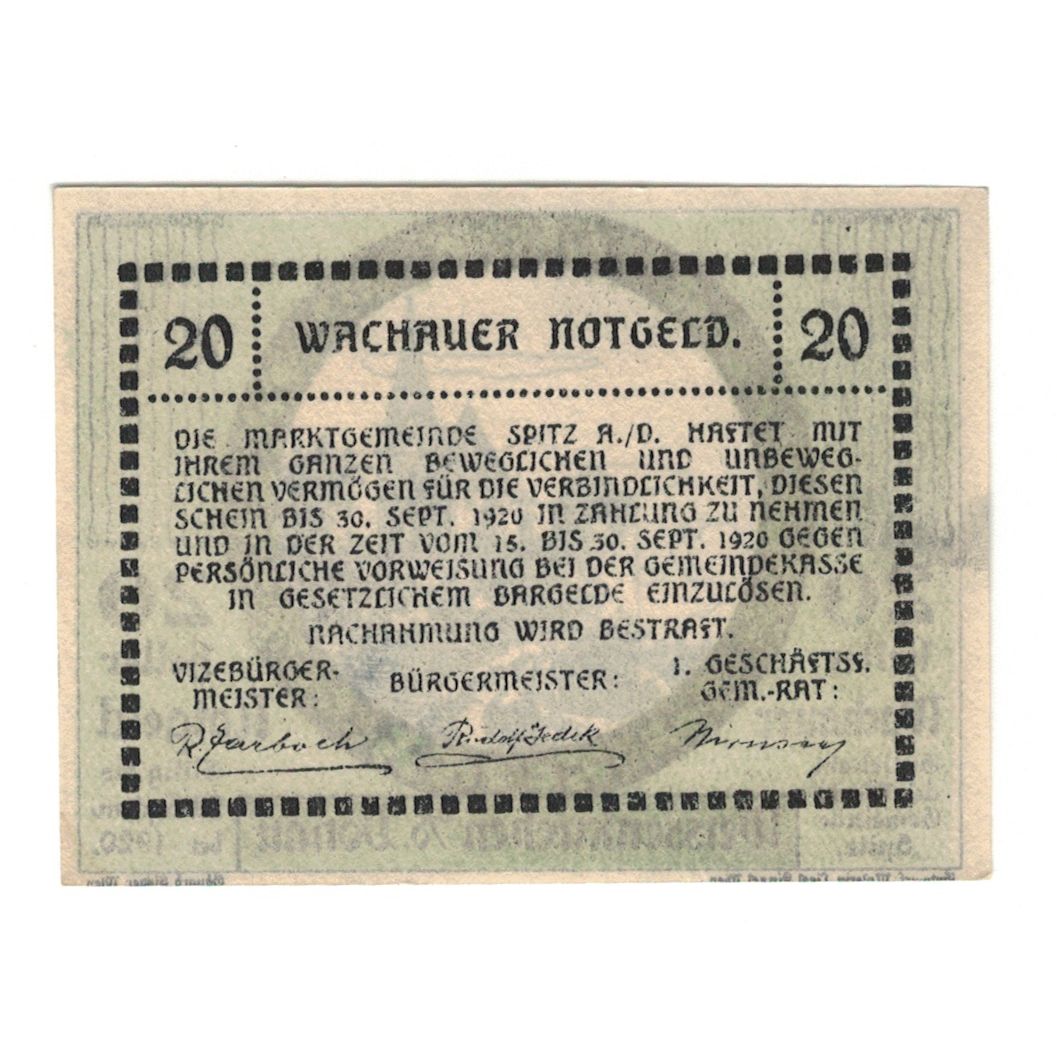 20 WACHAUER NOTGELD. 20
DIE MARKTGEMEINDE SPITZ A./D. HAFTET MIT
IHREM GANZEN BEWEGLICHEN UND UNBEWEG-
LICHEN VERMÖGEN FÜR DIE VERBINDLICHKEIT, DIESEN
SCHEIN BIS 30. SEPT. 1920 IN ZAHLUNG ZU NEHMEN
UND IN DER ZEIT VOM 15. BIS 30. SEPT. 1920 GEGEN
PERSÖNLICHE VORWEISUNG BEI DER GEMEINDEKASSE
IN GESETZLICHEM BARGELDE EINZULÖSEN.
NACHAHMUNG WIRD BESTRAFT.
VIZEBÜRGER-
MEISTER:
BÜRGERMEISTER:
1. GESCHÄFTSF.
GEM.-RAT:
Rudolf Jedek